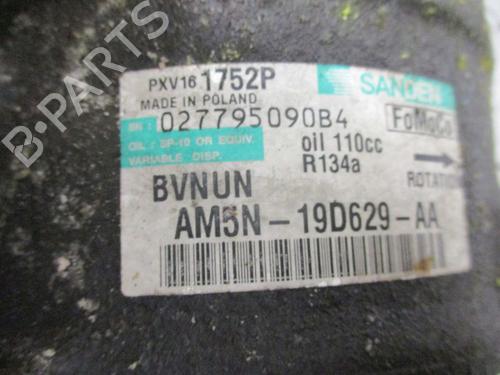 PXV16 1752P SANDEN
MADE IN POLAND
SN : 027795090B4 FoMoCo
OIL : SP-10 OR EQUIV. oil 110cc
VARIABLE DISP. R134a
BVNUN ROTATION
AM5N-19D629-AA